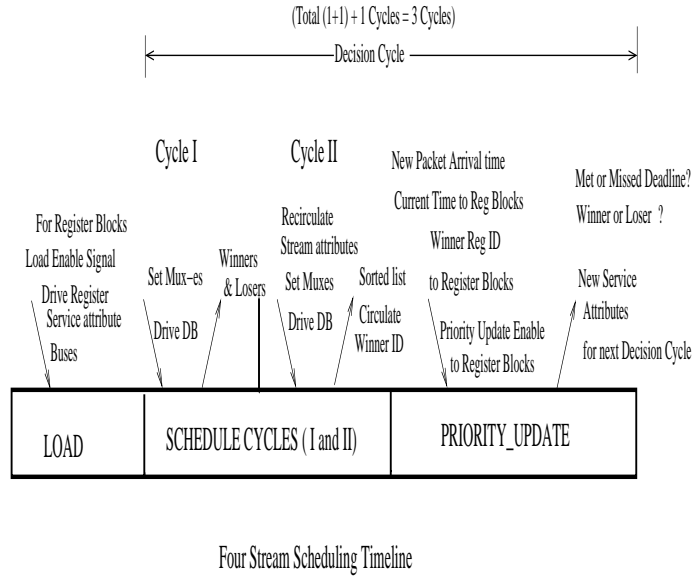 (Total (1+1) + 1 Cycles = 3 Cycles)
Decision Cycle
Cycle I
Cycle II
For Register Blocks
Load Enable Signal
Drive Register
Service attribute
Buses
Set Mux-es
Drive DB
Winners
& Losers
Recirculate
Stream attributes
Set Muxes
Drive DB
Sorted list
Circulate
Winner ID
New Packet Arrival time
Current Time to Reg Blocks
Winner Reg ID
to Register Blocks
Priority Update Enable
to Register Blocks
Met or Missed Deadline?
Winner or Loser ?
New Service
Attributes
for next Decision Cycle
LOAD
SCHEDULE CYCLES ( I and II)
PRIORITY_UPDATE
Four Stream Scheduling Timeline